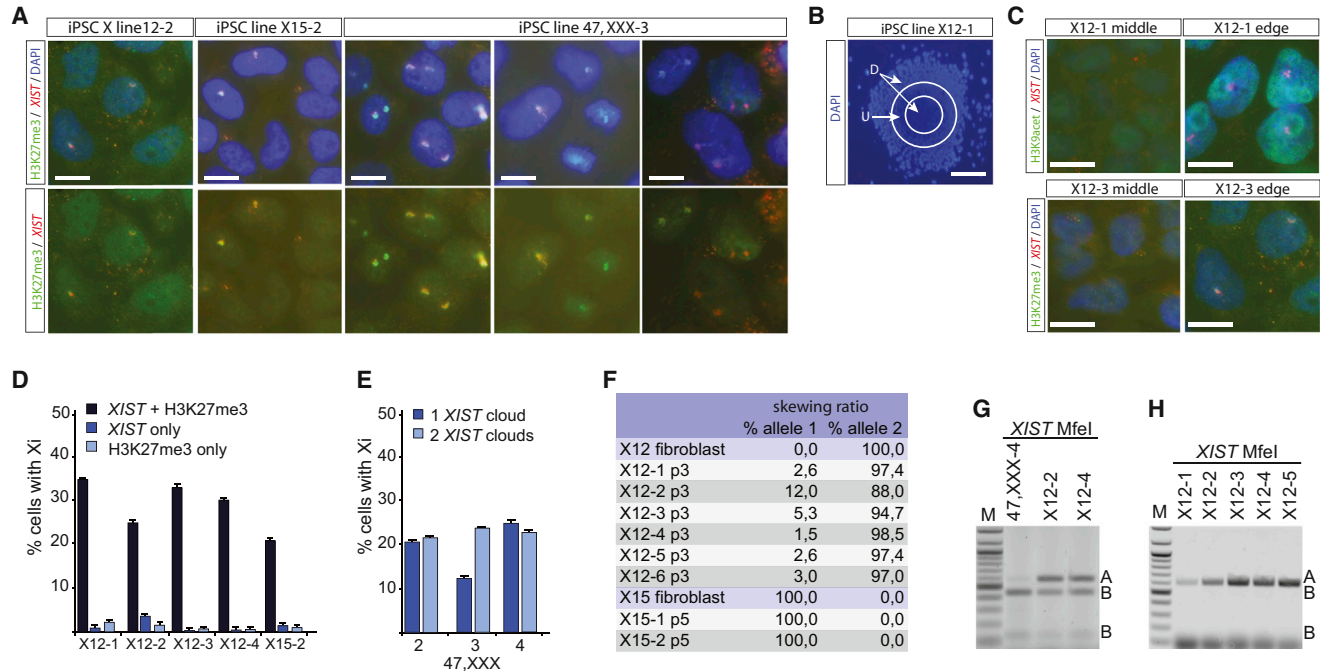 A
iPSC X line12-2
iPSC line X15-2
iPSC line 47,XXX-3
H3K27me3 / XIST / DAPI
H3K27me3 / XIST
B
iPSC line X12-1
DAPI
D
U
C
X12-1 middle
X12-1 edge
H3K9acet / XIST / DAPI
X12-3 middle
X12-3 edge
H3K27me3 / XIST / DAPI
D
% cells with Xi
50
40
30
20
10
XIST + H3K27me3
XIST only
H3K27me3 only
X12-1 X12-2 X12-3 X12-4 X15-2
E
% cells with Xi
50
40
30
20
10
1 XIST cloud
2 XIST clouds
2 3 4
47,XXX
F
skewing ratio
% allele 1 % allele 2
X12 fibroblast 0,0 100,0
X12-1 p3 2,6 97,4
X12-2 p3 12,0 88,0
X12-3 p3 5,3 94,7
X12-4 p3 1,5 98,5
X12-5 p3 2,6 97,4
X12-6 p3 3,0 97,0
X15 fibroblast 100,0 0,0
X15-1 p5 100,0 0,0
X15-2 p5 100,0 0,0
G
XIST MfeI
M 47,XXX-4 X12-2 X12-4
A
B
B
H
XIST MfeI
M X12-1 X12-2 X12-3 X12-4 X12-5
A
B
B